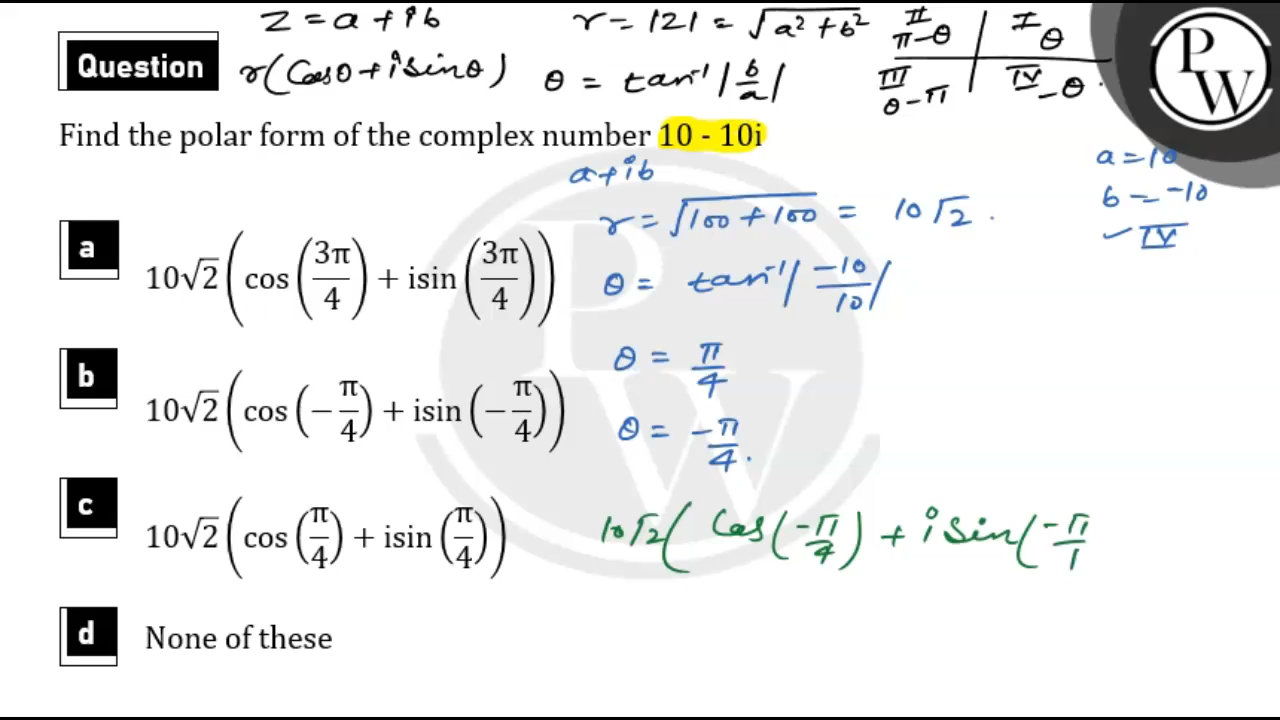 z = a + ib
r = |z| = √a² + b²
II π-θ | I θ
Question
r(cosθ + i sinθ)
θ = tan⁻¹|b/a|
III θ-π | IV -θ.
P
W
Find the polar form of the complex number 10 - 10i
a + ib
a = 10
b = -10
✓ IV
r = √100 + 100 = 10√2 .
a
10√2(cos(3π/4) + isin(3π/4))
θ = tan⁻¹|-10/10|
θ = π/4
b
10√2(cos(-π/4) + isin(-π/4))
θ = -π/4.
c
10√2(cos(π/4) + isin(π/4))
10√2(cos(-π/4) + i sin(-π/
d
None of these
P
W